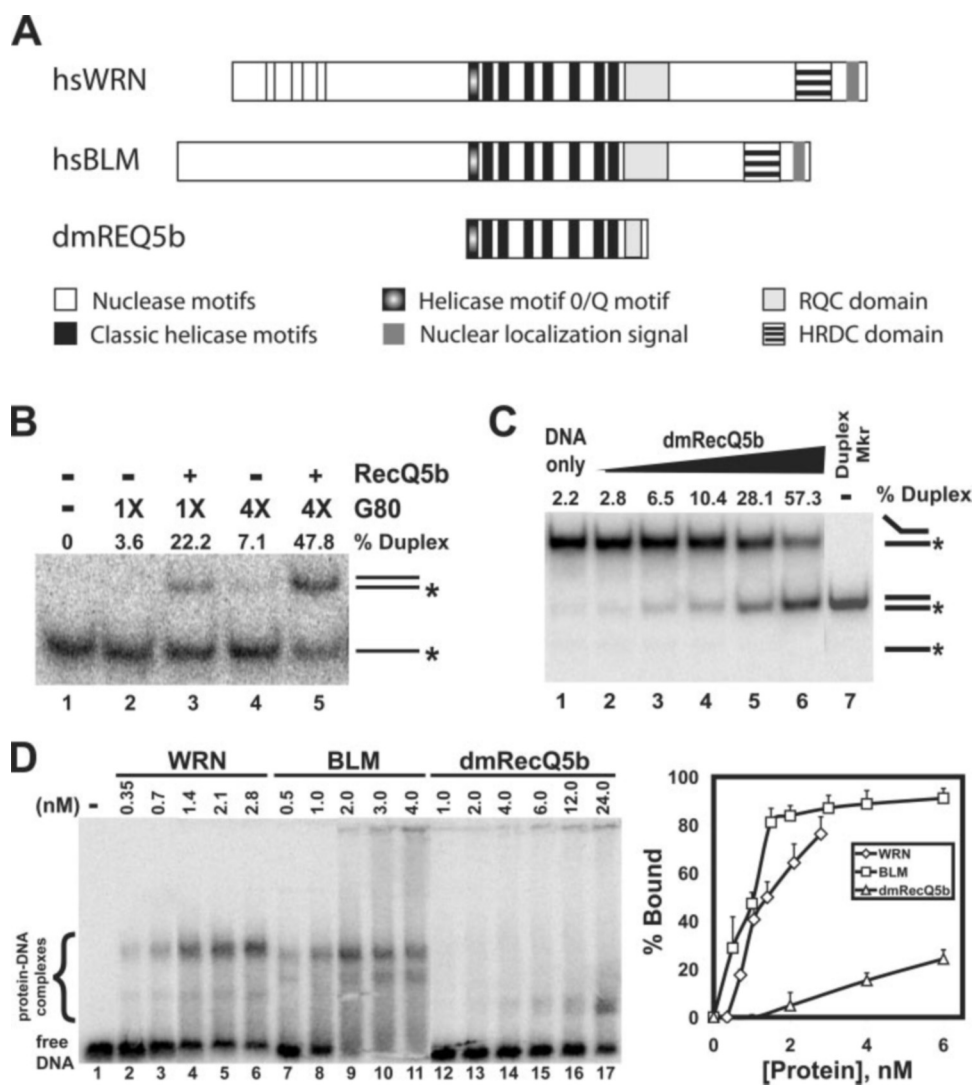 A
hsWRN
hsBLM
dmREQ5b
Nuclease motifs
Helicase motif 0/Q motif
RQC domain
Classic helicase motifs
Nuclear localization signal
HRDC domain
B
- - + - + RecQ5b
- 1X 1X 4X 4X G80
0 3.6 22.2 7.1 47.8 % Duplex
*
*
1 2 3 4 5
C
DNA only
dmRecQ5b
Duplex Mkr
2.2 2.8 6.5 10.4 28.1 57.3 - % Duplex
*
*
*
1 2 3 4 5 6 7
D
WRN BLM dmRecQ5b
(nM) - 0.35 0.7 1.4 2.1 2.8 0.5 1.0 2.0 3.0 4.0 1.0 2.0 4.0 6.0 12.0 24.0
protein-DNA complexes
free DNA
1 2 3 4 5 6 7 8 9 10 11 12 13 14 15 16 17
% Bound
100
80
60
40
20
0
WRN
BLM
dmRecQ5b
0 2 4 6
[Protein], nM